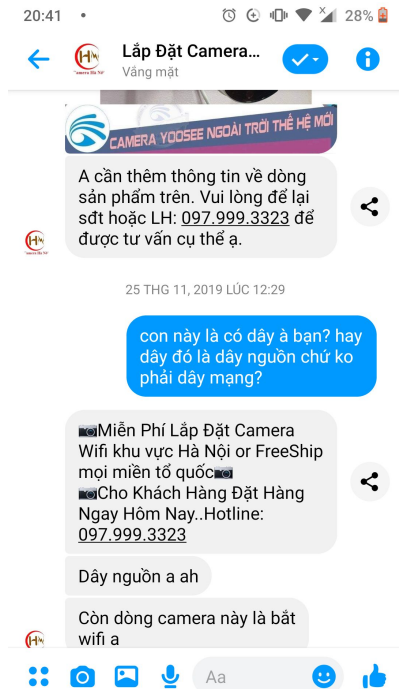 20:41
28%
Lắp Đặt Camera...
Vắng mặt
CAMERA YOOSEE NGOÀI TRỜI THẾ HỆ MỚI
A cần thêm thông tin về dòng
sản phẩm trên. Vui lòng để lại
sđt hoặc LH: 097.999.3323 để
được tư vấn cụ thể ạ.
25 THG 11, 2019 LÚC 12:29
con này là có dây à bạn? hay
dây đó là dây nguồn chứ ko
phải dây mạng?
📷Miễn Phí Lắp Đặt Camera
Wifi khu vực Hà Nội or FreeShip
mọi miền tổ quốc📷
📷Cho Khách Hàng Đặt Hàng
Ngay Hôm Nay..Hotline:
097.999.3323
Dây nguồn a ah
Còn dòng camera này là bắt
wifi a
Aa